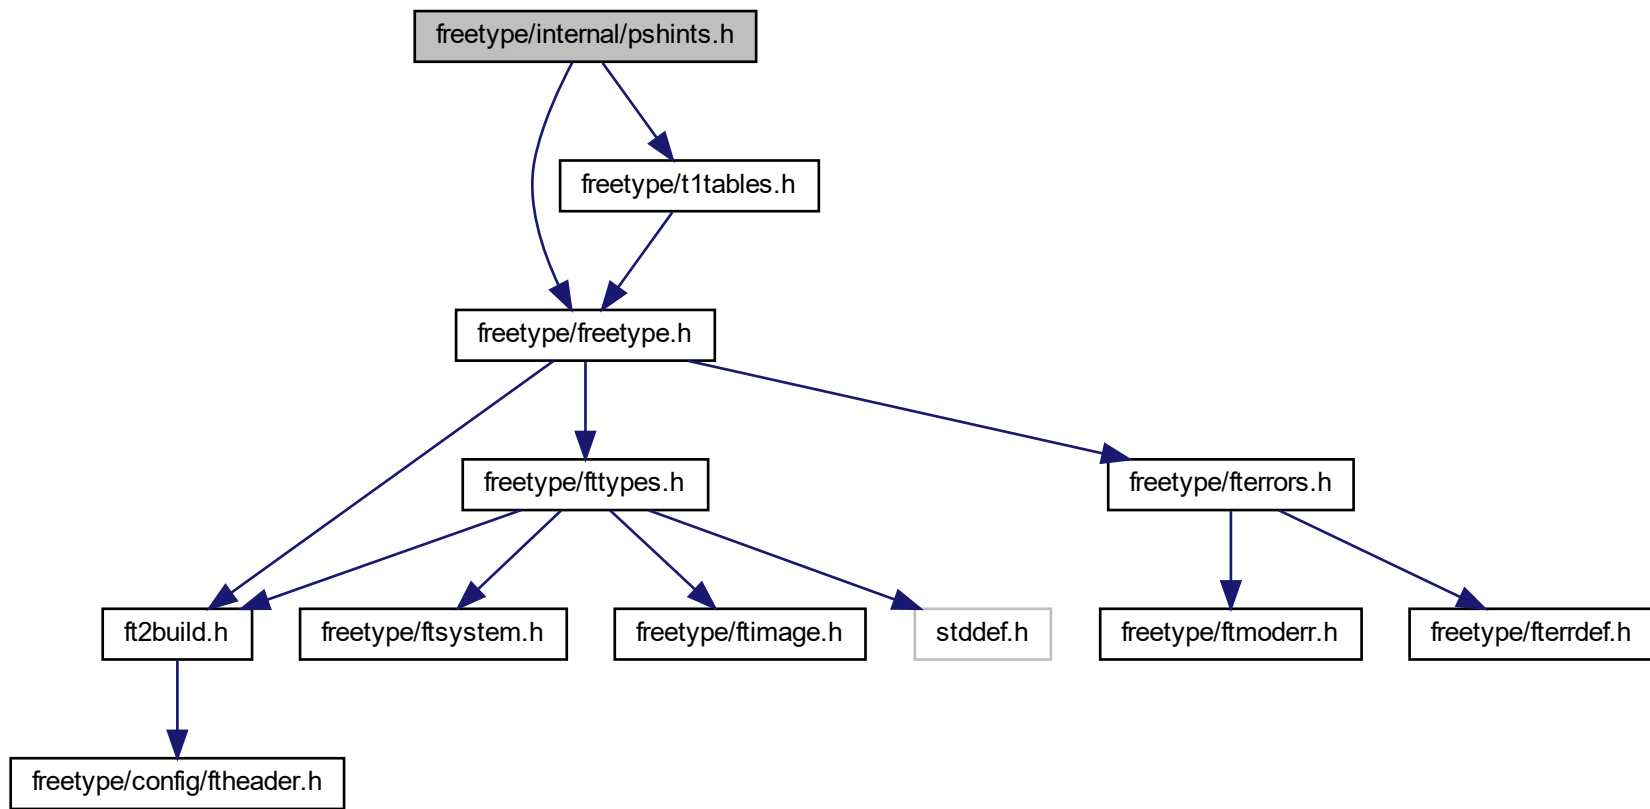 freetype/internal/pshints.h
freetype/t1tables.h
freetype/freetype.h
freetype/fttypes.h
freetype/fterrors.h
ft2build.h
freetype/ftsystem.h
freetype/ftimage.h
stddef.h
freetype/ftmoderr.h
freetype/fterrdef.h
freetype/config/ftheader.h